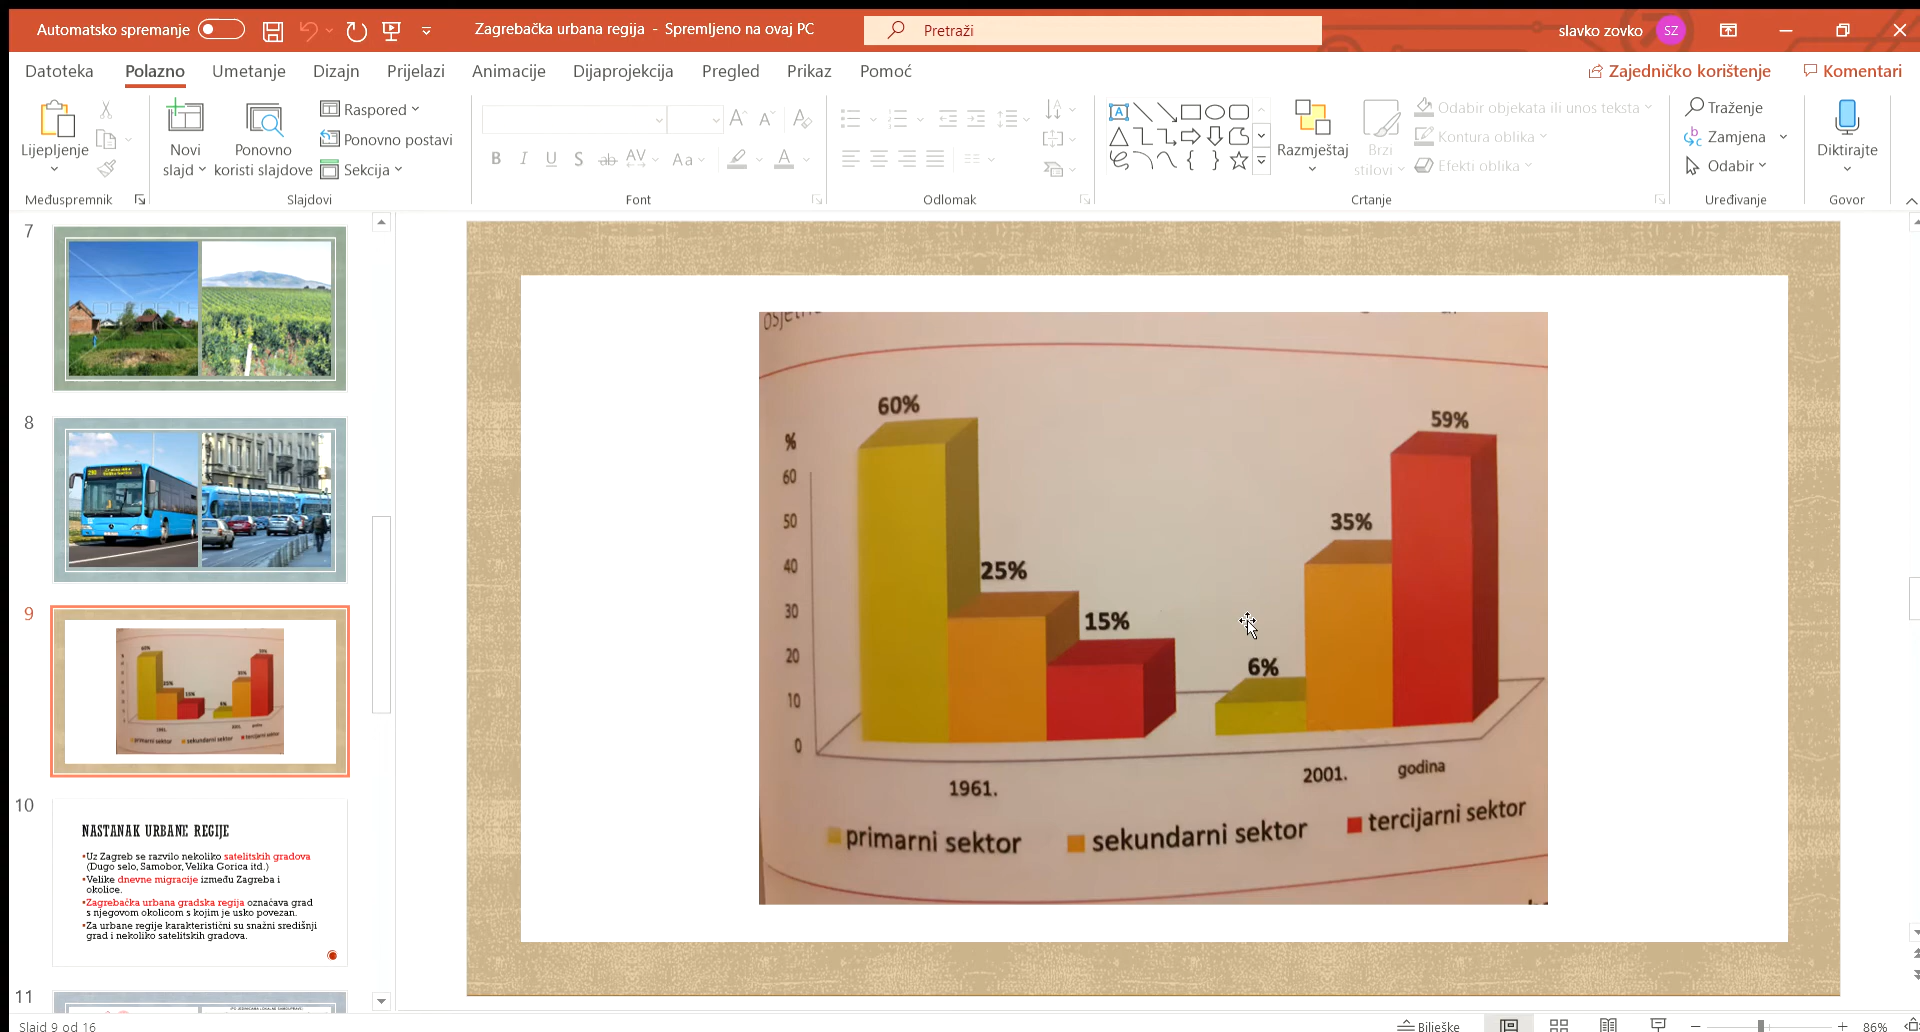 Automatsko spremanje
Zagrebačka urbana regija - Spremljeno na ovaj PC
Pretraži
slavko zovko
SZ
Datoteka
Polazno
Umetanje
Dizajn
Prijelazi
Animacije
Dijaprojekcija
Pregled
Prikaz
Pomoć
Zajedničko korištenje
Komentari
Lijepljenje
Novi
slajd
Ponovno
koristi slajdove
Raspored
Ponovno postavi
Sekcija
Razmještaj
Brzi
stilovi
Odabir objekata ili unos teksta
Kontura oblika
Efekti oblika
Traženje
Zamjena
Odabir
Diktirajte
Međuspremnik
Slajdovi
Font
Odlomak
Crtanje
Uređivanje
Govor
7
8
9
10
NASTANAK URBANE REGIJE
•Uz Zagreb se razvilo nekoliko satelitskih gradova
(Dugo selo, Samobor, Velika Gorica itd.)
•Velike dnevne migracije između Zagreba i
okolice.
•Zagrebačka urbana gradska regija označava grad
s njegovom okolicom s kojim je usko povezan.
•Za urbane regije karakteristični su snažni središnji
grad i nekoliko satelitskih gradova.
11
60%
25%
15%
6%
35%
59%
%
60
50
40
30
20
10
0
1961.
2001.
godina
primarni sektor
sekundarni sektor
tercijarni sektor
Slajd 9 od 16
Bilješke
86%